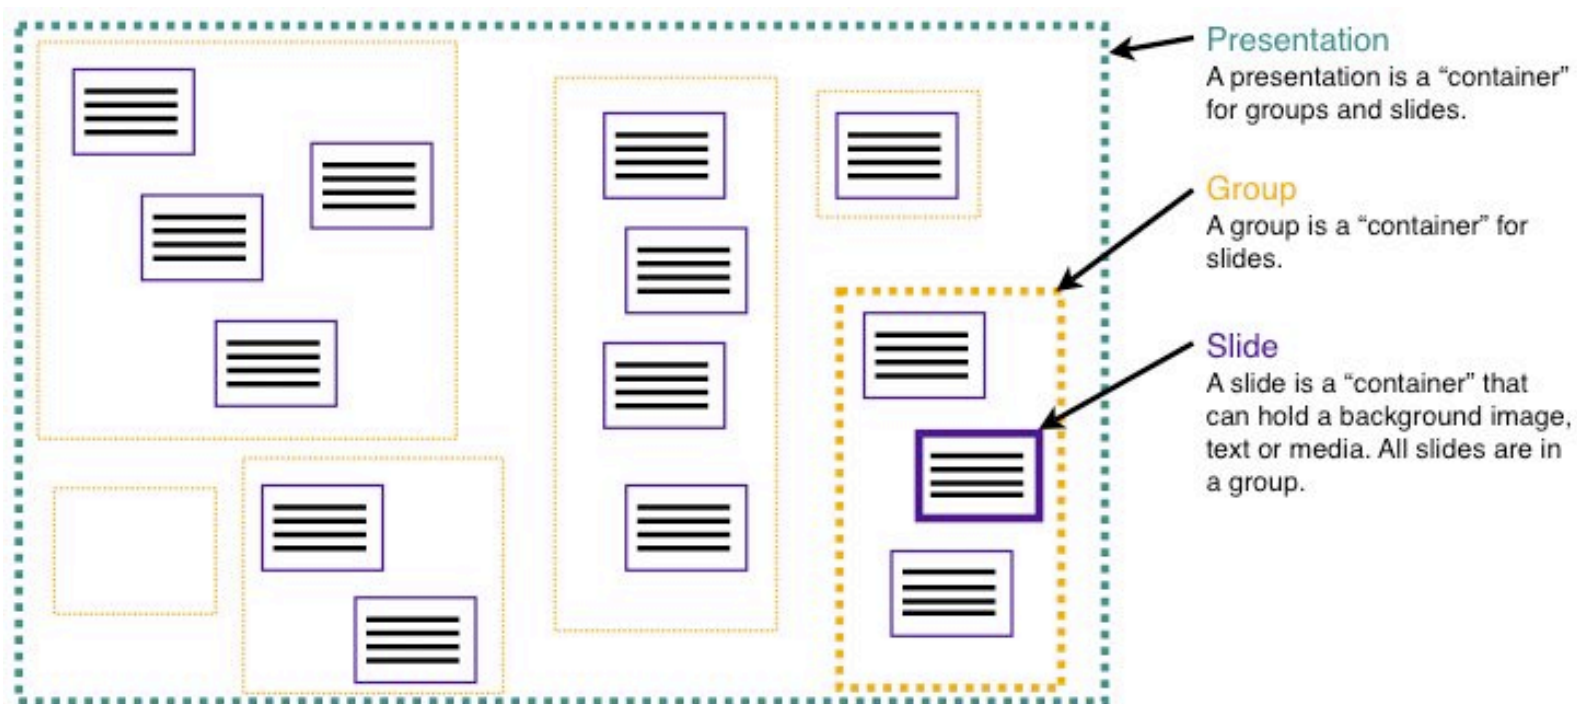 Presentation
A presentation is a “container”
for groups and slides.
Group
A group is a “container” for
slides.
Slide
A slide is a “container” that
can hold a background image,
text or media. All slides are in
a group.